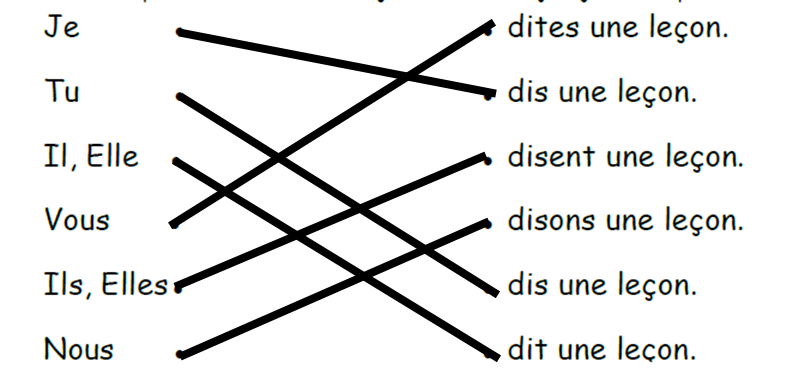 Je dites une leçon.
Tu dis une leçon.
Il, Elle disent une leçon.
Vous disons une leçon.
Ils, Elles dis une leçon.
Nous dit une leçon.